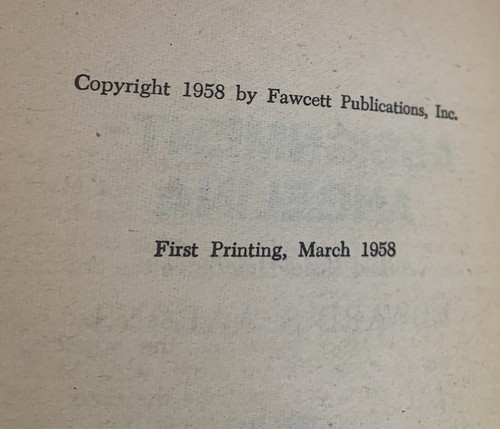 Copyright 1958 by Fawcett Publications, Inc.
First Printing, March 1958